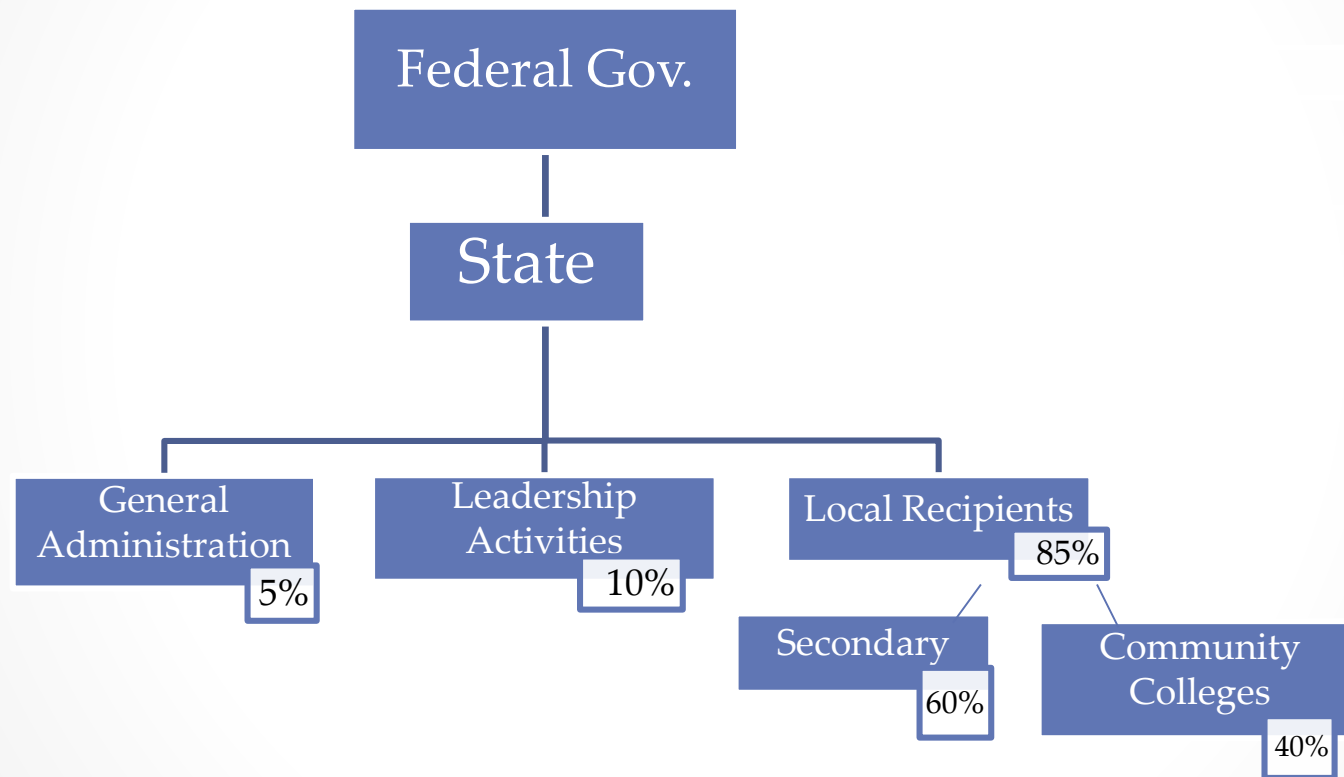 Federal Gov.
State
General
Administration
5%
Leadership
Activities
10%
Local Recipients
85%
Secondary
60%
Community
Colleges
40%